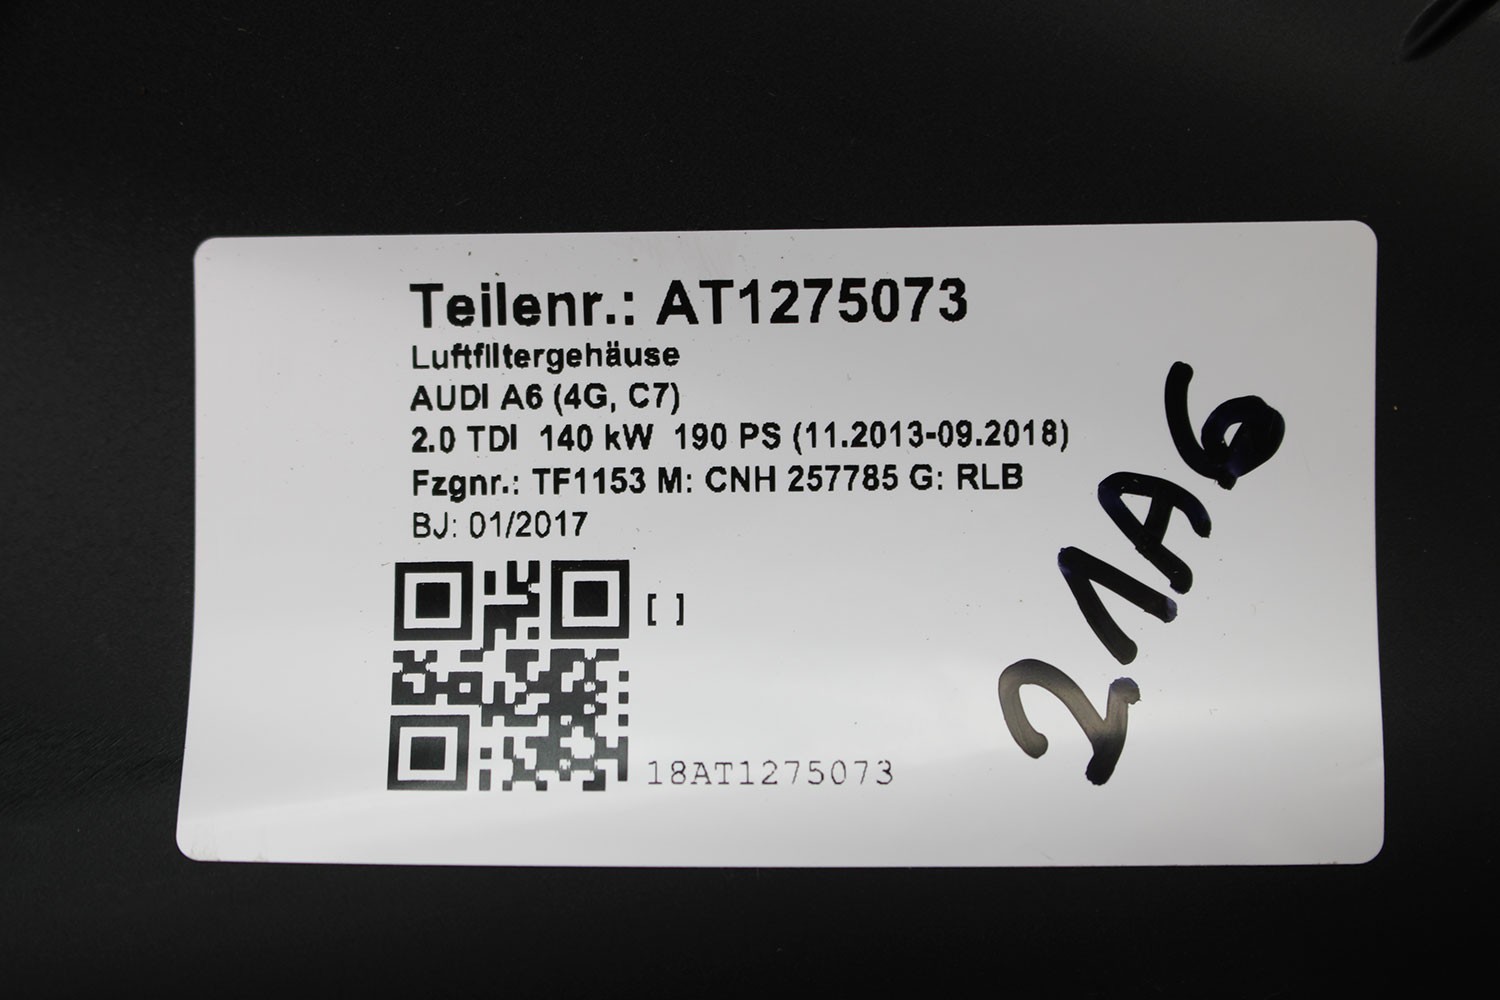 Teilenr.: AT1275073
Luftfiltergehäuse
AUDI A6 (4G, C7)
2.0 TDI 140 kW 190 PS (11.2013-09.2018)
Fzgnr.: TF1153 M: CNH 257785 G: RLB
BJ: 01/2017
[ ]
18AT1275073
21A6